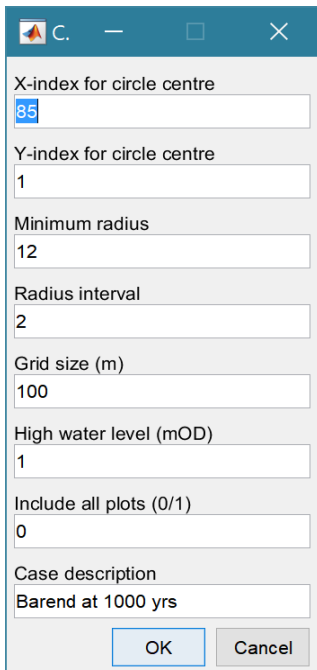 C.
X-index for circle centre
85
Y-index for circle centre
1
Minimum radius
12
Radius interval
2
Grid size (m)
100
High water level (mOD)
1
Include all plots (0/1)
0
Case description
Barend at 1000 yrs
OK Cancel